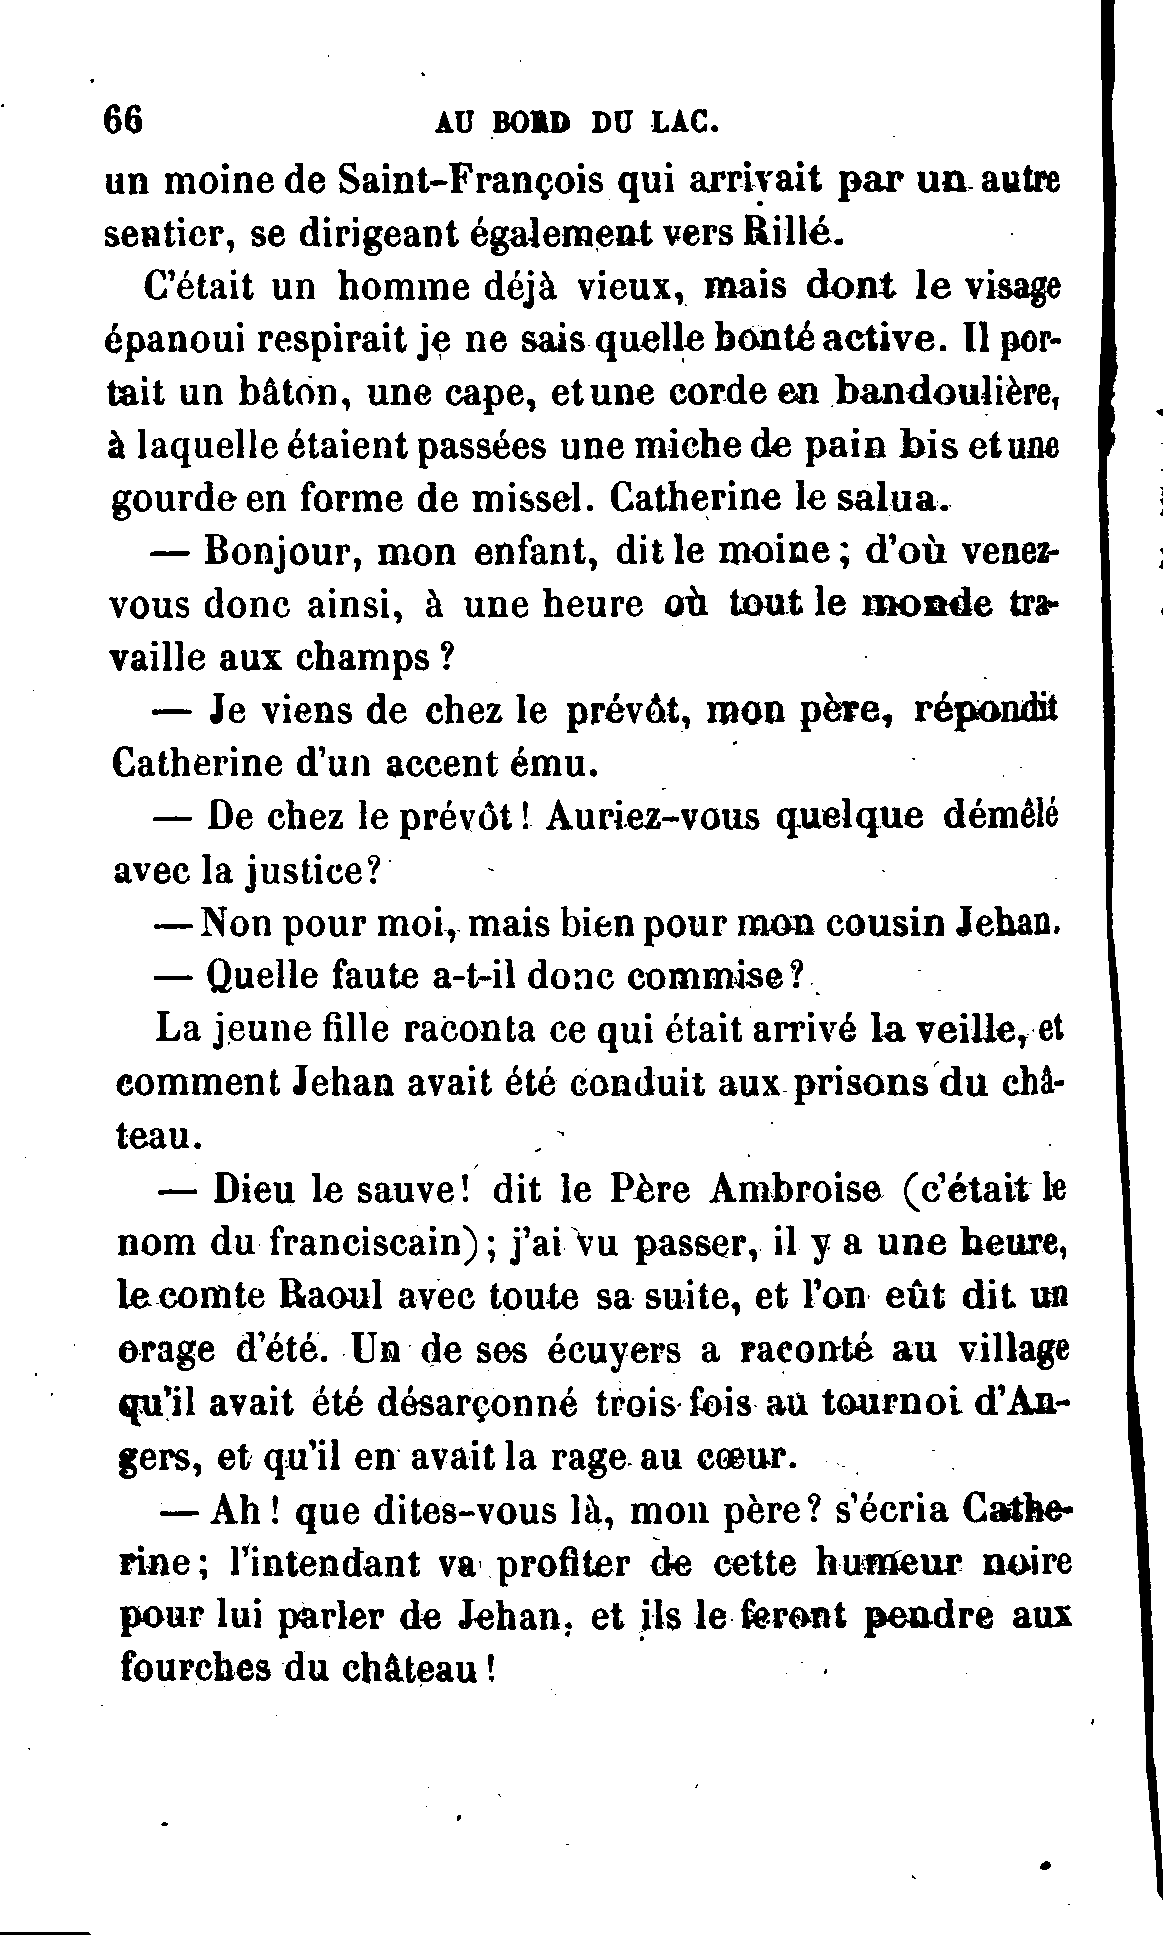 66 AU BORD DU LAC.
un moine de Saint-François qui arrivait par un autre
sentier, se dirigeant également vers Rillé.
C'était un homme déjà vieux, mais dont le visage
épanoui respirait je ne sais quelle bonté active. Il por-
tait un bâton, une cape, et une corde en bandoulière,
à laquelle étaient passées une miche de pain bis et une
gourde en forme de missel. Catherine le salua.
— Bonjour, mon enfant, dit le moine ; d'où venez-
vous donc ainsi, à une heure où tout le monde tra-
vaille aux champs ?
— Je viens de chez le prévôt, mon père, répondit
Catherine d'un accent ému.
— De chez le prévôt ! Auriez-vous quelque démêlé
avec la justice ?
— Non pour moi, mais bien pour mon cousin Jehan.
— Quelle faute a-t-il donc commise ?
La jeune fille raconta ce qui était arrivé la veille, et
comment Jehan avait été conduit aux prisons du châ-
teau.
— Dieu le sauve ! dit le Père Ambroise (c'était le
nom du franciscain) ; j'ai vu passer, il y a une heure,
le comte Raoul avec toute sa suite, et l'on eût dit un
orage d'été. Un de ses écuyers a raconté au village
qu'il avait été désarçonné trois fois au tournoi d'An-
gers, et qu'il en avait la rage au cœur.
— Ah ! que dites-vous là, mon père ? s'écria Cathe-
rine ; l'intendant va profiter de cette humeur noire
pour lui parler de Jehan, et ils le feront pendre aux
fourches du château !